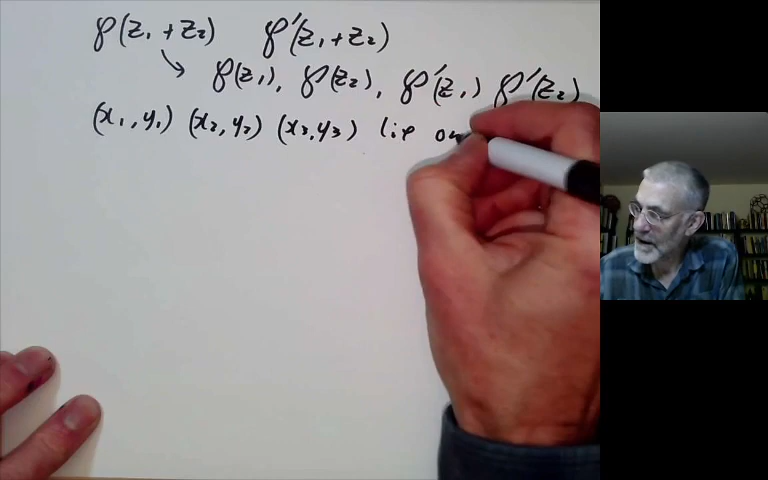 ℘(z₁ + z₂) ℘′(z₁+z₂)
↘ ℘(z₁), ℘(z₂), ℘′(z₁) ℘′(z₂)
(x₁, y₁) (x₂, y₂) (x₃, y₃) lie on